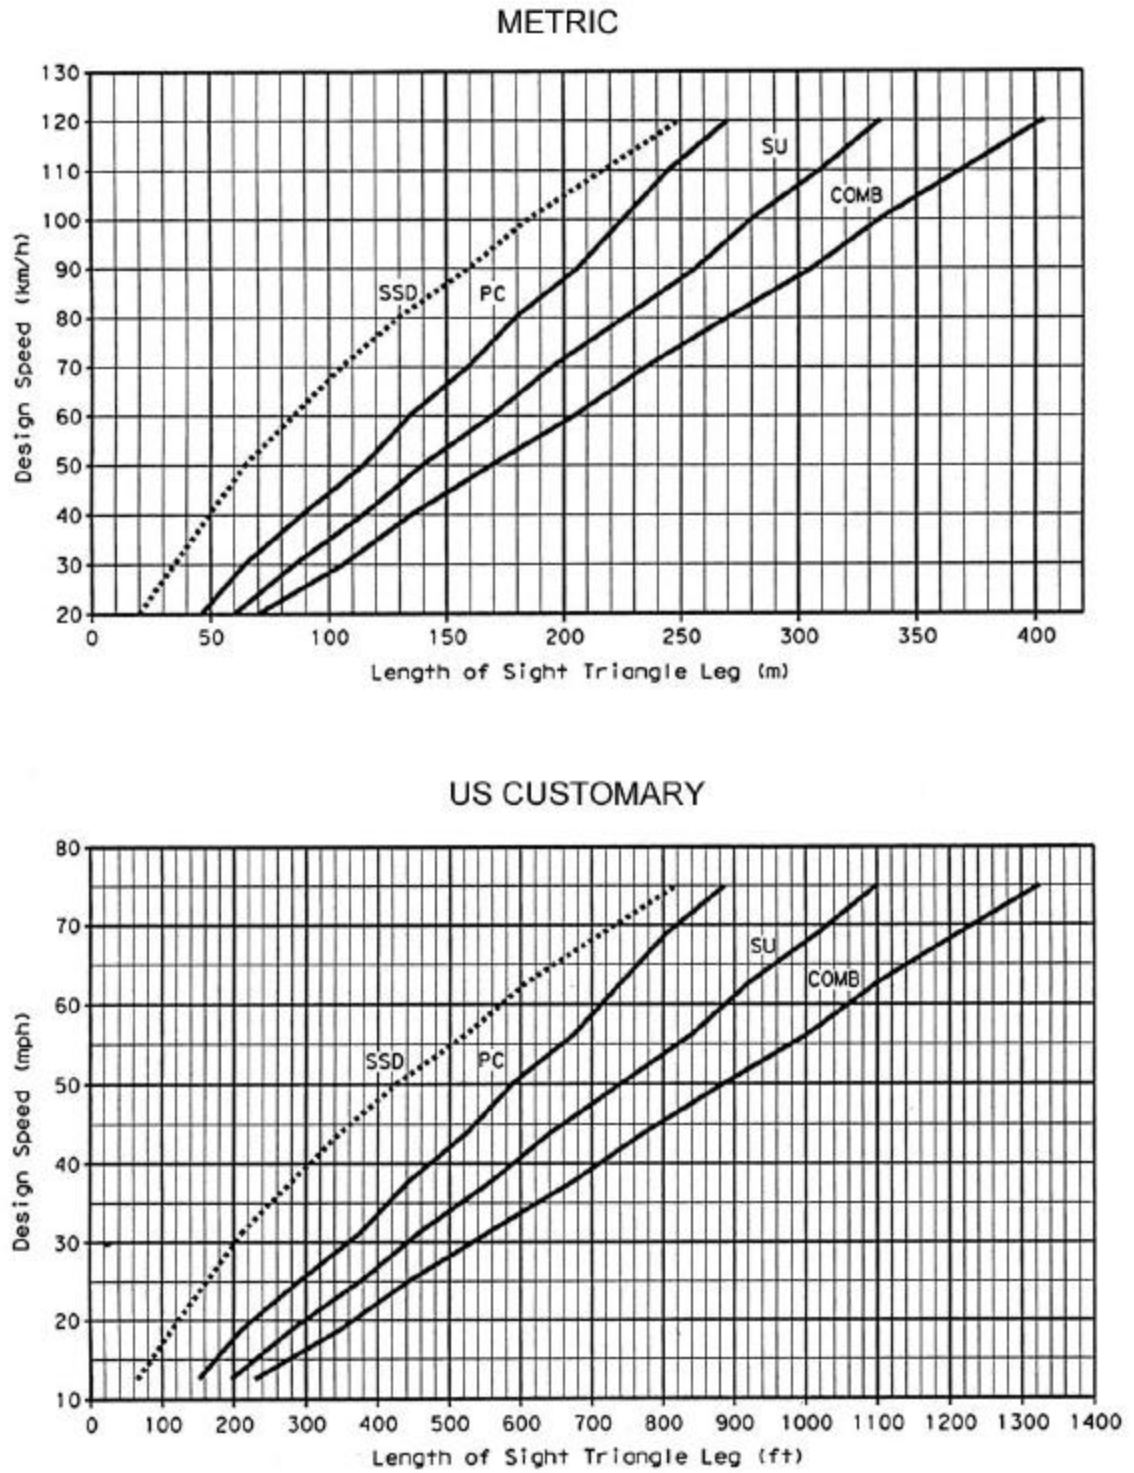 METRIC
130
120
SU
110
COMB
100
90
SSD
PC
80
70
60
50
40
30
20
Design Speed (km/h)
0 50 100 150 200 250 300 350 400
Length of Sight Triangle Leg (m)
US CUSTOMARY
80
70
SU
COMB
60
SSD
PC
50
40
30
20
10
Design Speed (mph)
0 100 200 300 400 500 600 700 800 900 1000 1100 1200 1300 1400
Length of Sight Triangle Leg (ft)